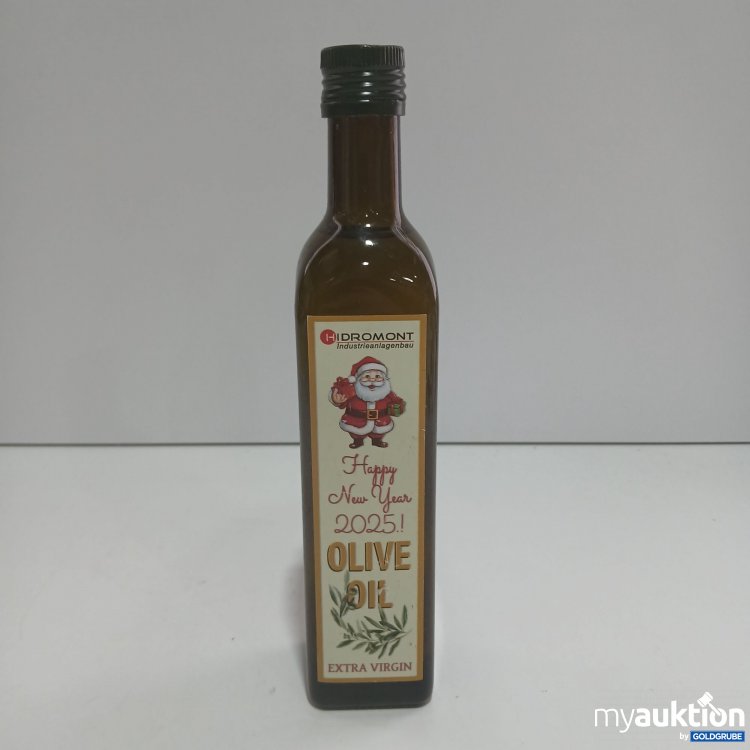 HIDROMONT
Industrieanlagenbau
Happy
New Year
2025.!
OLIVE
OIL
EXTRA VIRGIN
myauktion
by GOLDGRUBE